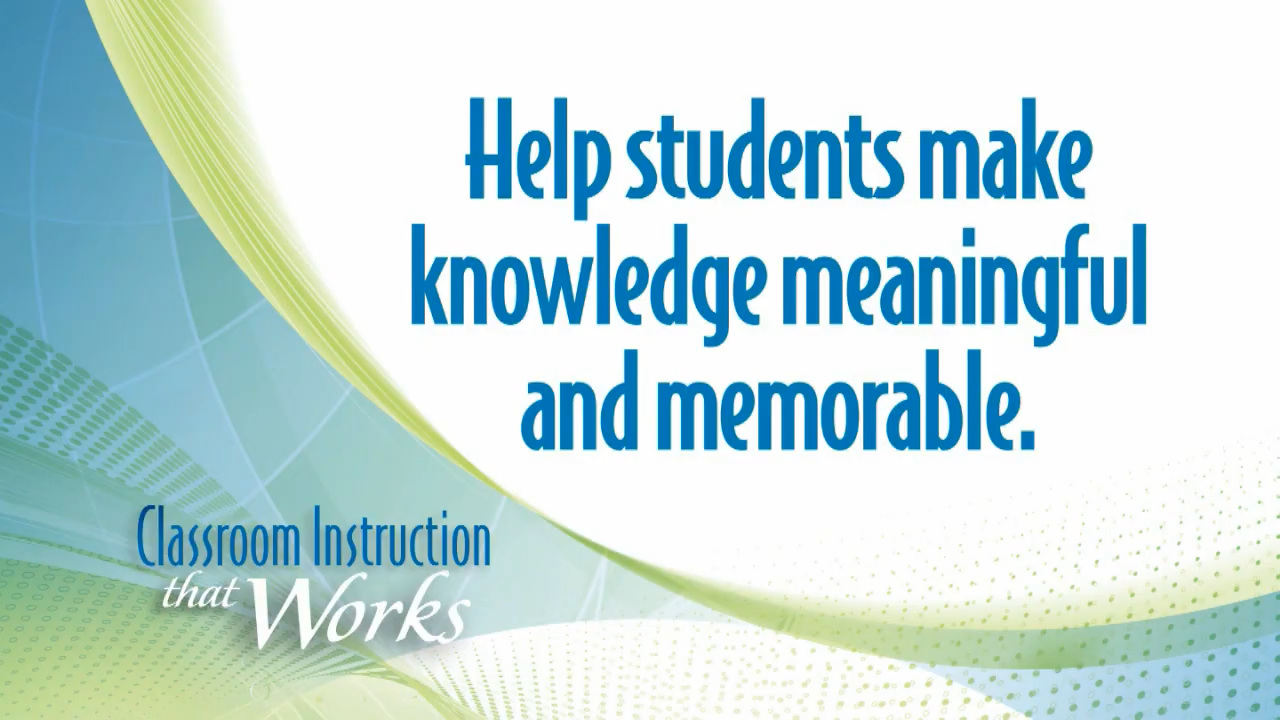 Help students make
knowledge meaningful
and memorable.
Classroom Instruction
that Works